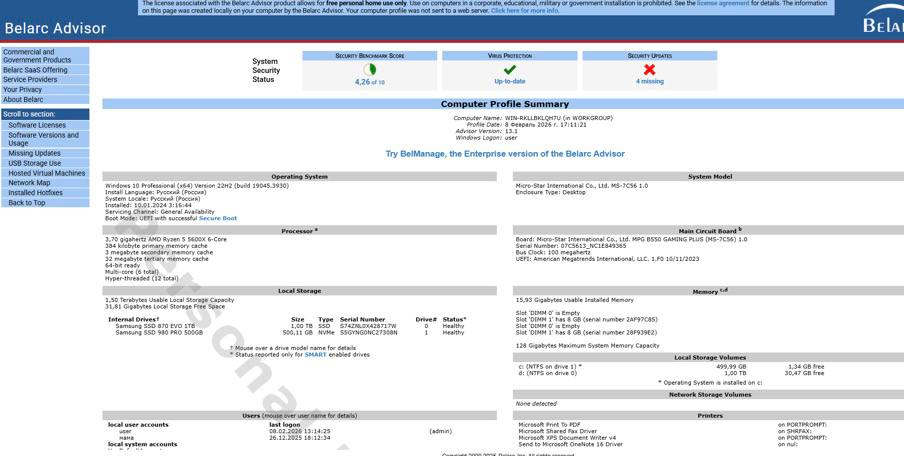 The license associated with the Belarc Advisor product allows for free personal home use only. Use on computers in a corporate, educational, military or government installation is prohibited. See the license agreement for details. The information
on this page was created locally on your computer by the Belarc Advisor. Your computer profile was not sent to a web server. Click here for more info.
Belarc Advisor
Commercial and
Government Products
Belarc SaaS Offering
Service Providers
Your Privacy
About Belarc
Scroll to section:
Software Licenses
Software Versions and
Usage
Missing Updates
USB Storage Use
Hosted Virtual Machines
Network Map
Installed Hotfixes
Back to Top
System
Security
Status
Security Benchmark Score
4,26 of 10
Virus Protection
Up-to-date
Security Updates
4 missing
Computer Profile Summary
Computer Name: WIN-RKLLBKLQH7U (in WORKGROUP)
Profile Date: 8 Февраль 2026 г. 17:11:21
Advisor Version: 13.1
Windows Logon: user
Try BelManage, the Enterprise version of the Belarc Advisor
Operating System
Windows 10 Professional (x64) Version 22H2 (build 19045.3930)
Install Language: Русский (Россия)
System Locale: Русский (Россия)
Installed: 10.01.2024 3:16:44
Servicing Channel: General Availability
Boot Mode: UEFI with successful Secure Boot
System Model
Micro-Star International Co., Ltd. MS-7C56 1.0
Enclosure Type: Desktop
Processor a
3,70 gigahertz AMD Ryzen 5 5600X 6-Core
384 kilobyte primary memory cache
3 megabyte secondary memory cache
32 megabyte tertiary memory cache
64-bit ready
Multi-core (6 total)
Hyper-threaded (12 total)
Main Circuit Board b
Board: Micro-Star International Co., Ltd. MPG B550 GAMING PLUS (MS-7C56) 1.0
Serial Number: 07C5613_NC1E849365
Bus Clock: 100 megahertz
UEFI: American Megatrends International, LLC. 1.F0 10/11/2023
Local Storage
1,50 Terabytes Usable Local Storage Capacity
31,81 Gigabytes Local Storage Free Space
Internal Drives† Size Type Serial Number Drive# Status*
Samsung SSD 870 EVO 1TB 1,00 TB SSD S74ZNL0X428717W 0 Healthy
Samsung SSD 980 PRO 500GB 500,11 GB NVMe S5GYNG0NC27308N 1 Healthy
† Mouse over a drive model name for details
* Status reported only for SMART enabled drives
Memory c,d
15,93 Gigabytes Usable Installed Memory
Slot 'DIMM 0' is Empty
Slot 'DIMM 1' has 8 GB (serial number 2AF97C85)
Slot 'DIMM 0' is Empty
Slot 'DIMM 1' has 8 GB (serial number 28F939E2)
128 Gigabytes Maximum System Memory Capacity
Local Storage Volumes
c: (NTFS on drive 1) * 499,99 GB 1,34 GB free
d: (NTFS on drive 0) 1,00 TB 30,47 GB free
* Operating System is installed on c:
Network Storage Volumes
None detected
Users (mouse over user name for details)
local user accounts last logon
user 08.02.2026 13:14:25 (admin)
мама 26.12.2025 18:12:34
local system accounts
Printers
Microsoft Print To PDF on PORTPROMPT:
Microsoft Shared Fax Driver on SHRFAX:
Microsoft XPS Document Writer v4 on PORTPROMPT:
Send to Microsoft OneNote 16 Driver on nul:
Persona